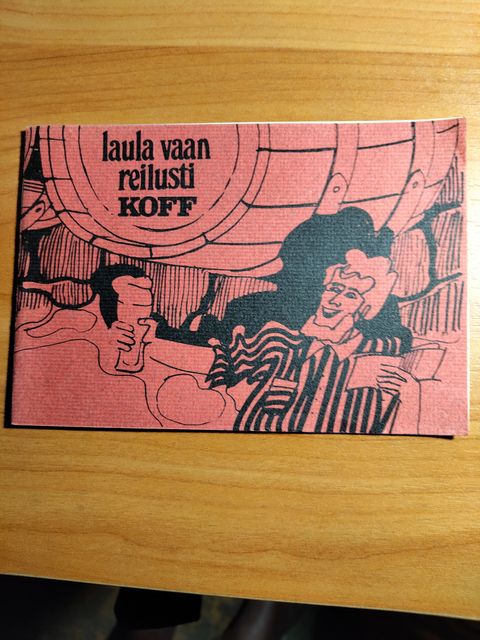 laula vaan
reilusti
KOFF